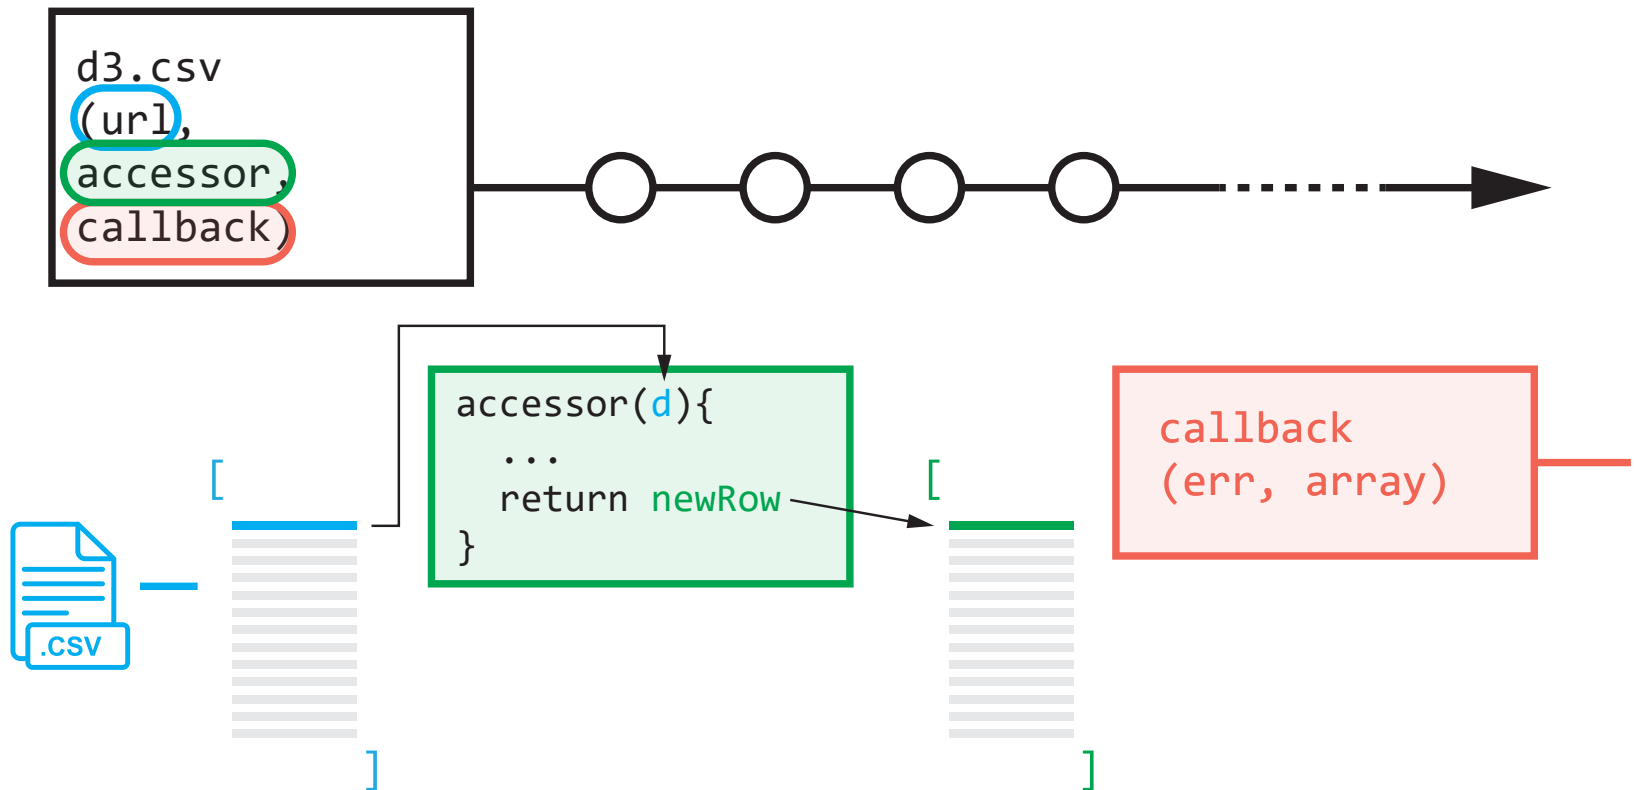 d3.csv
(url,
accessor,
callback)
accessor(d){
...
return newRow
}
[
]
.CSV
[
]
callback
(err, array)